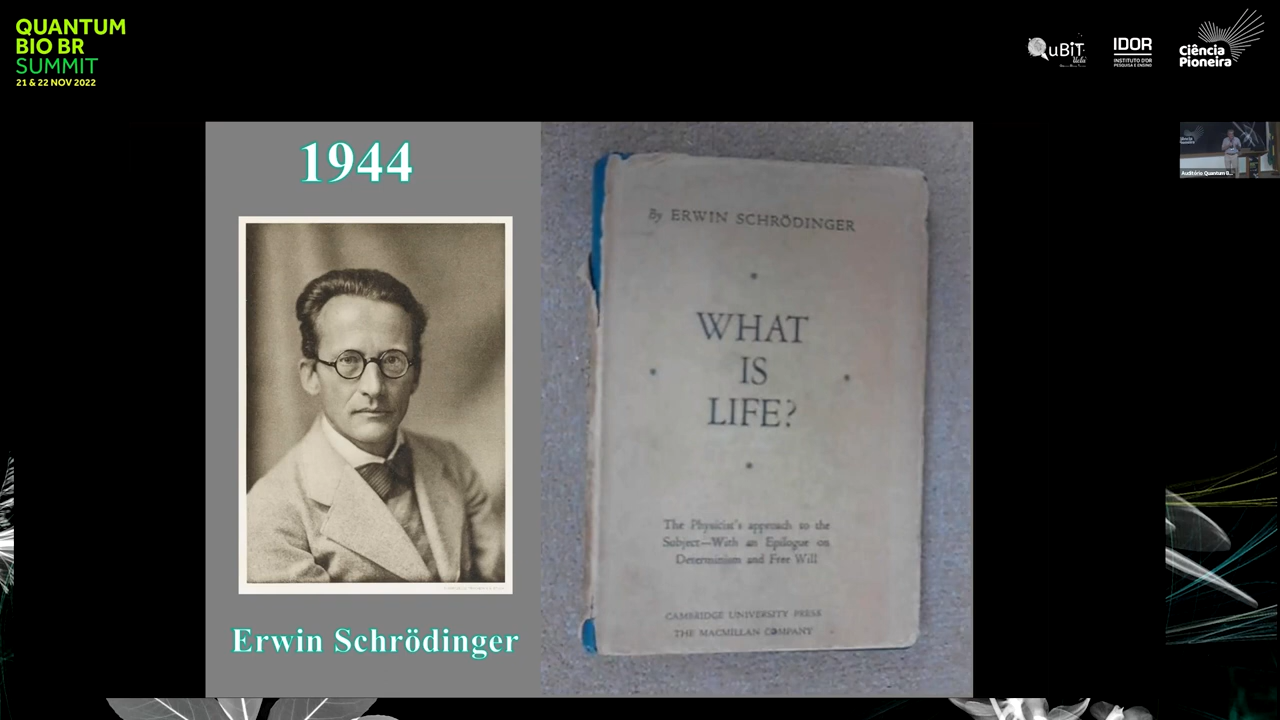 QUANTUM
BIO BR
SUMMIT
21 & 22 NOV 2022
QuBiT
IDOR
INSTITUTO D'OR
PESQUISA E ENSINO
Ciência
Pioneira
Auditório Quantum B...
1944
Erwin Schrödinger
By ERWIN SCHRÖDINGER
WHAT
IS
LIFE?
The Physicist's approach to the
Subject—With an Epilogue on
Determinism and Free Will
CAMBRIDGE UNIVERSITY PRESS
THE MACMILLAN COMPANY